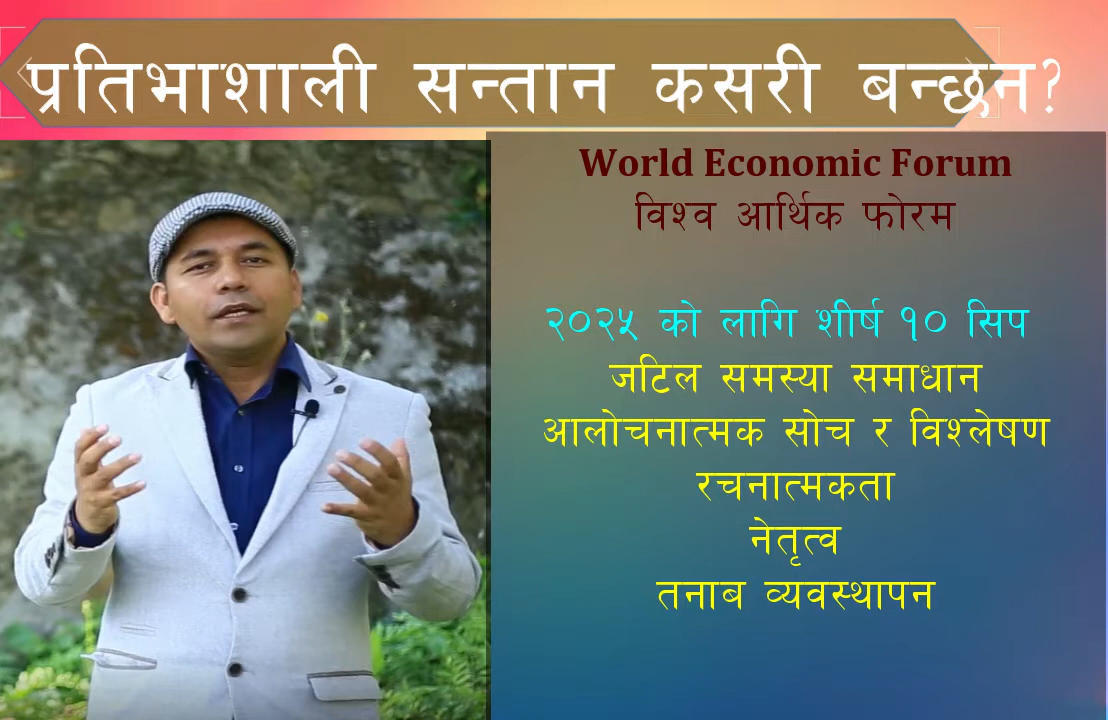 प्रतिभाशाली सन्तान कसरी बन्छन?
World Economic Forum
विश्व आर्थिक फोरम
२०२५ को लागि शीर्ष १० सिप
जटिल समस्या समाधान
आलोचनात्मक सोच र विश्लेषण
रचनात्मकता
नेतृत्व
तनाब व्यवस्थापन